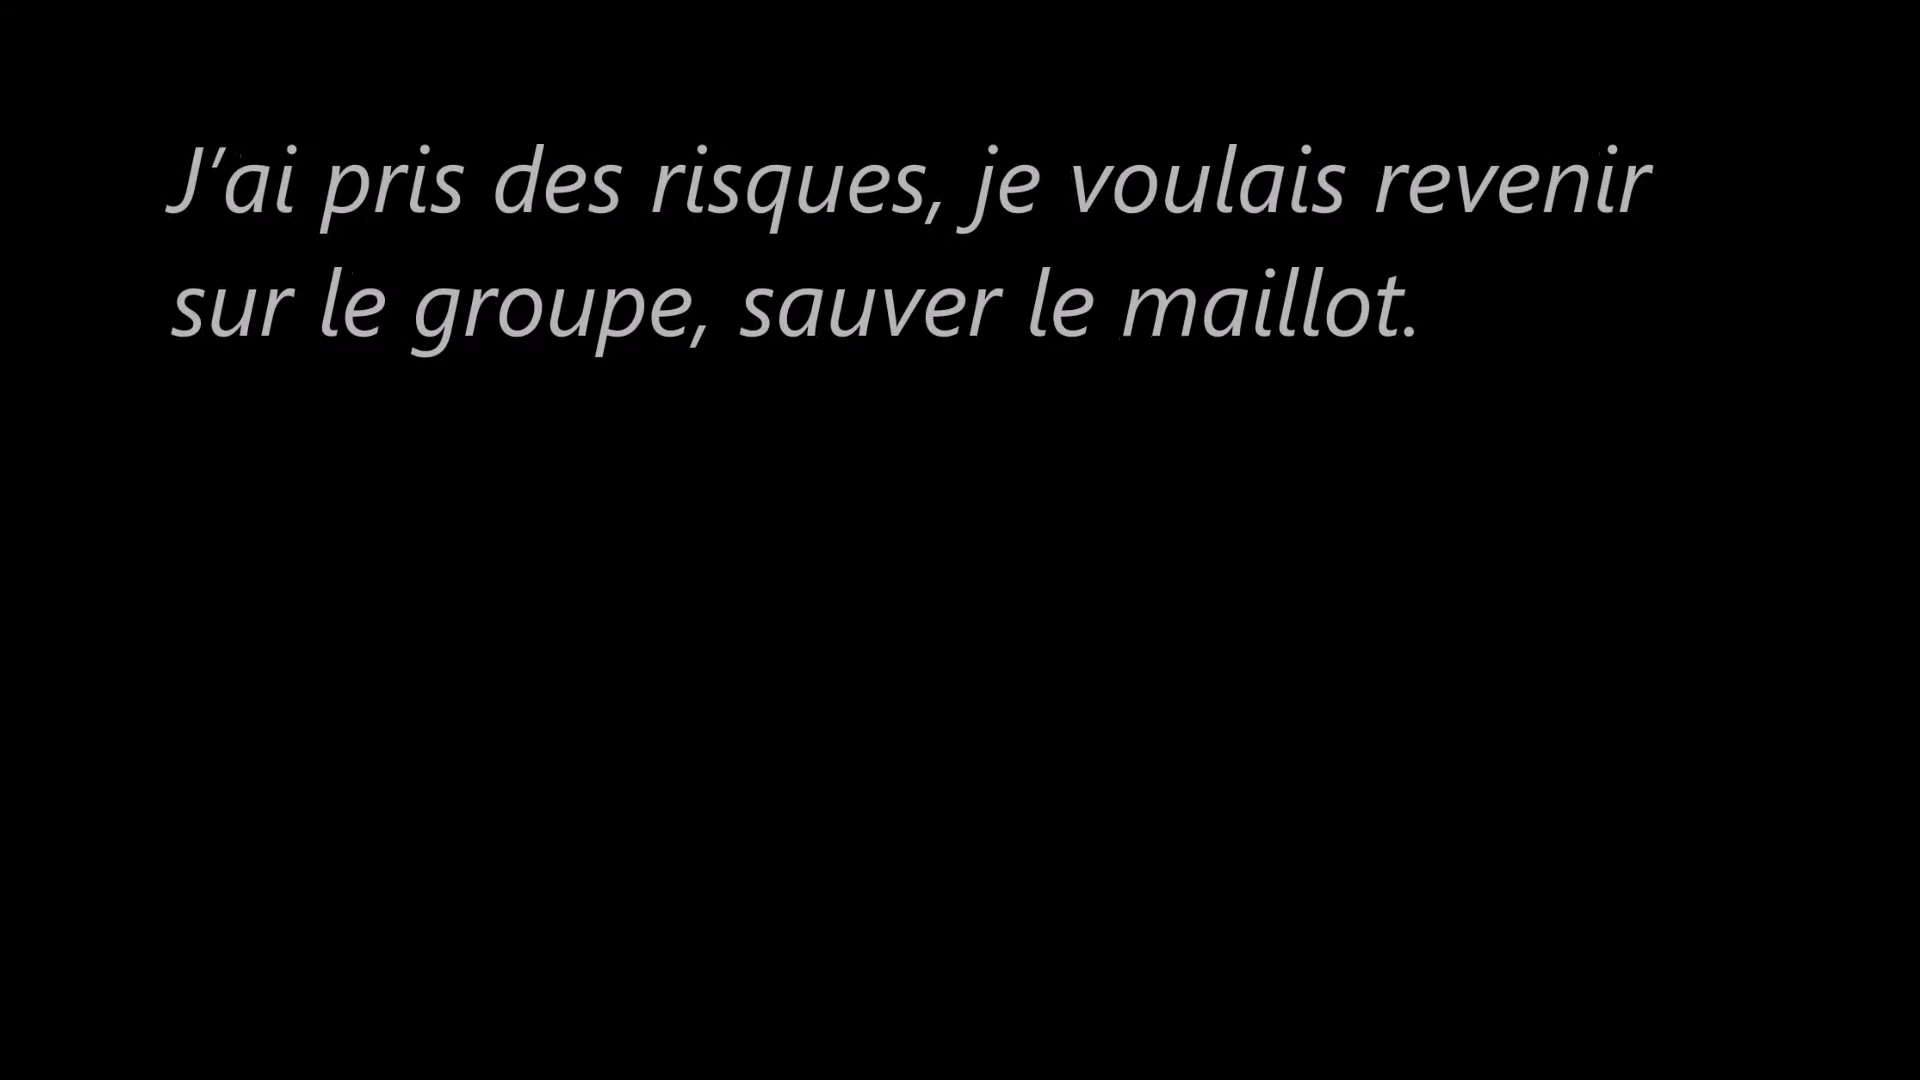 J’ai pris des risques, je voulais revenir
sur le groupe, sauver le maillot.